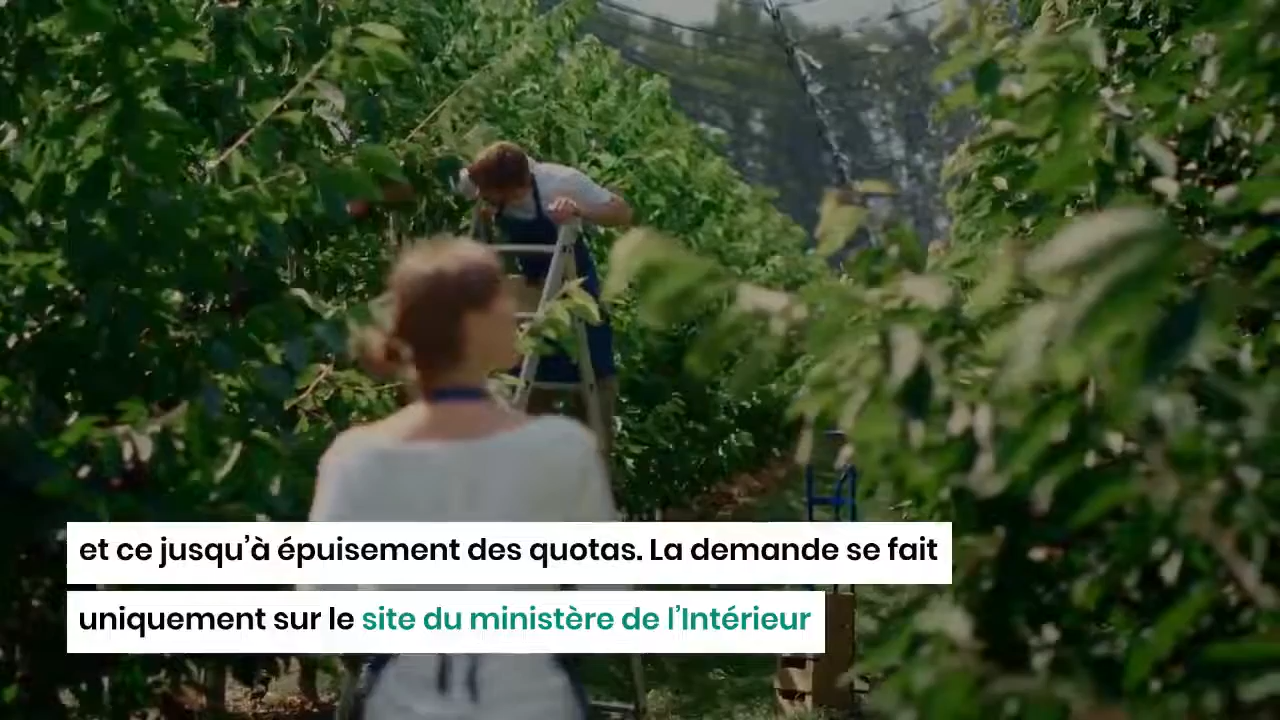 et ce jusqu’à épuisement des quotas. La demande se fait
uniquement sur le site du ministère de l’Intérieur